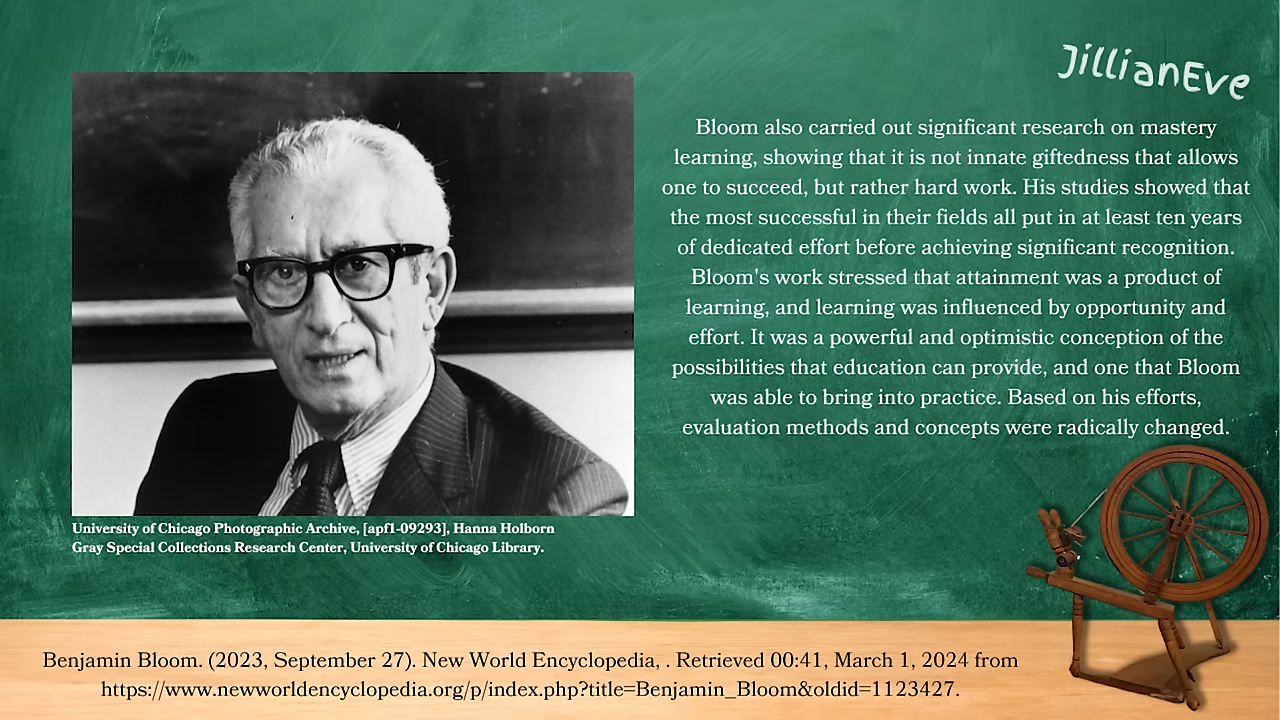 JillianEve
Bloom also carried out significant research on mastery
learning, showing that it is not innate giftedness that allows
one to succeed, but rather hard work. His studies showed that
the most successful in their fields all put in at least ten years
of dedicated effort before achieving significant recognition.
Bloom's work stressed that attainment was a product of
learning, and learning was influenced by opportunity and
effort. It was a powerful and optimistic conception of the
possibilities that education can provide, and one that Bloom
was able to bring into practice. Based on his efforts,
evaluation methods and concepts were radically changed.
University of Chicago Photographic Archive, [apf1-09293], Hanna Holborn
Gray Special Collections Research Center, University of Chicago Library.
Benjamin Bloom. (2023, September 27). New World Encyclopedia, . Retrieved 00:41, March 1, 2024 from
https://www.newworldencyclopedia.org/p/index.php?title=Benjamin_Bloom&oldid=1123427.